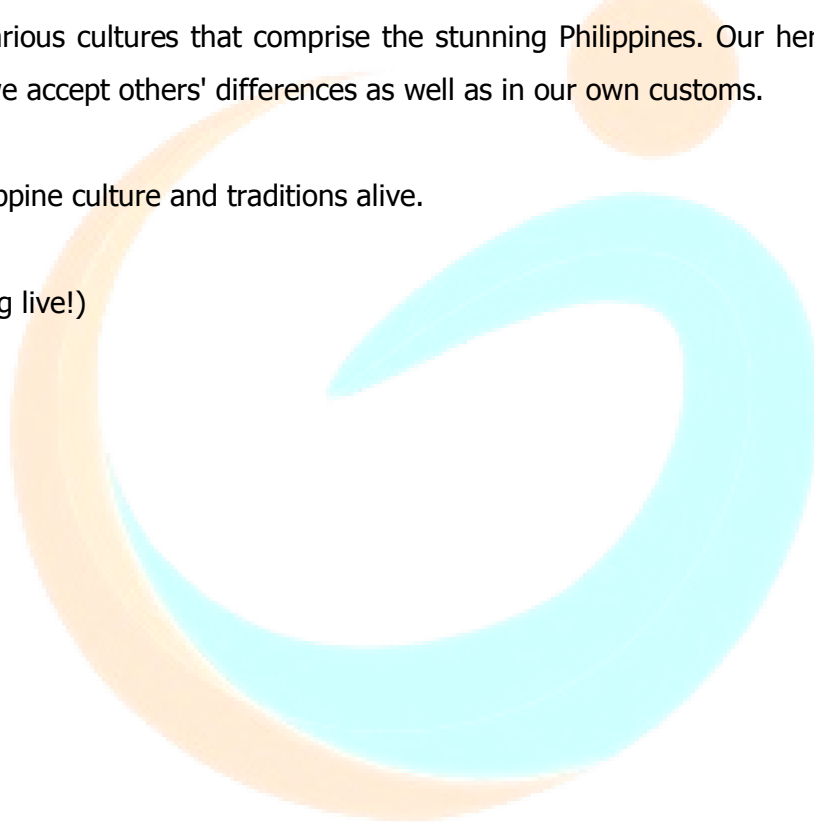 arious cultures that comprise the stunning Philippines. Our her
we accept others' differences as well as in our own customs.
ppine culture and traditions alive.
g live!)